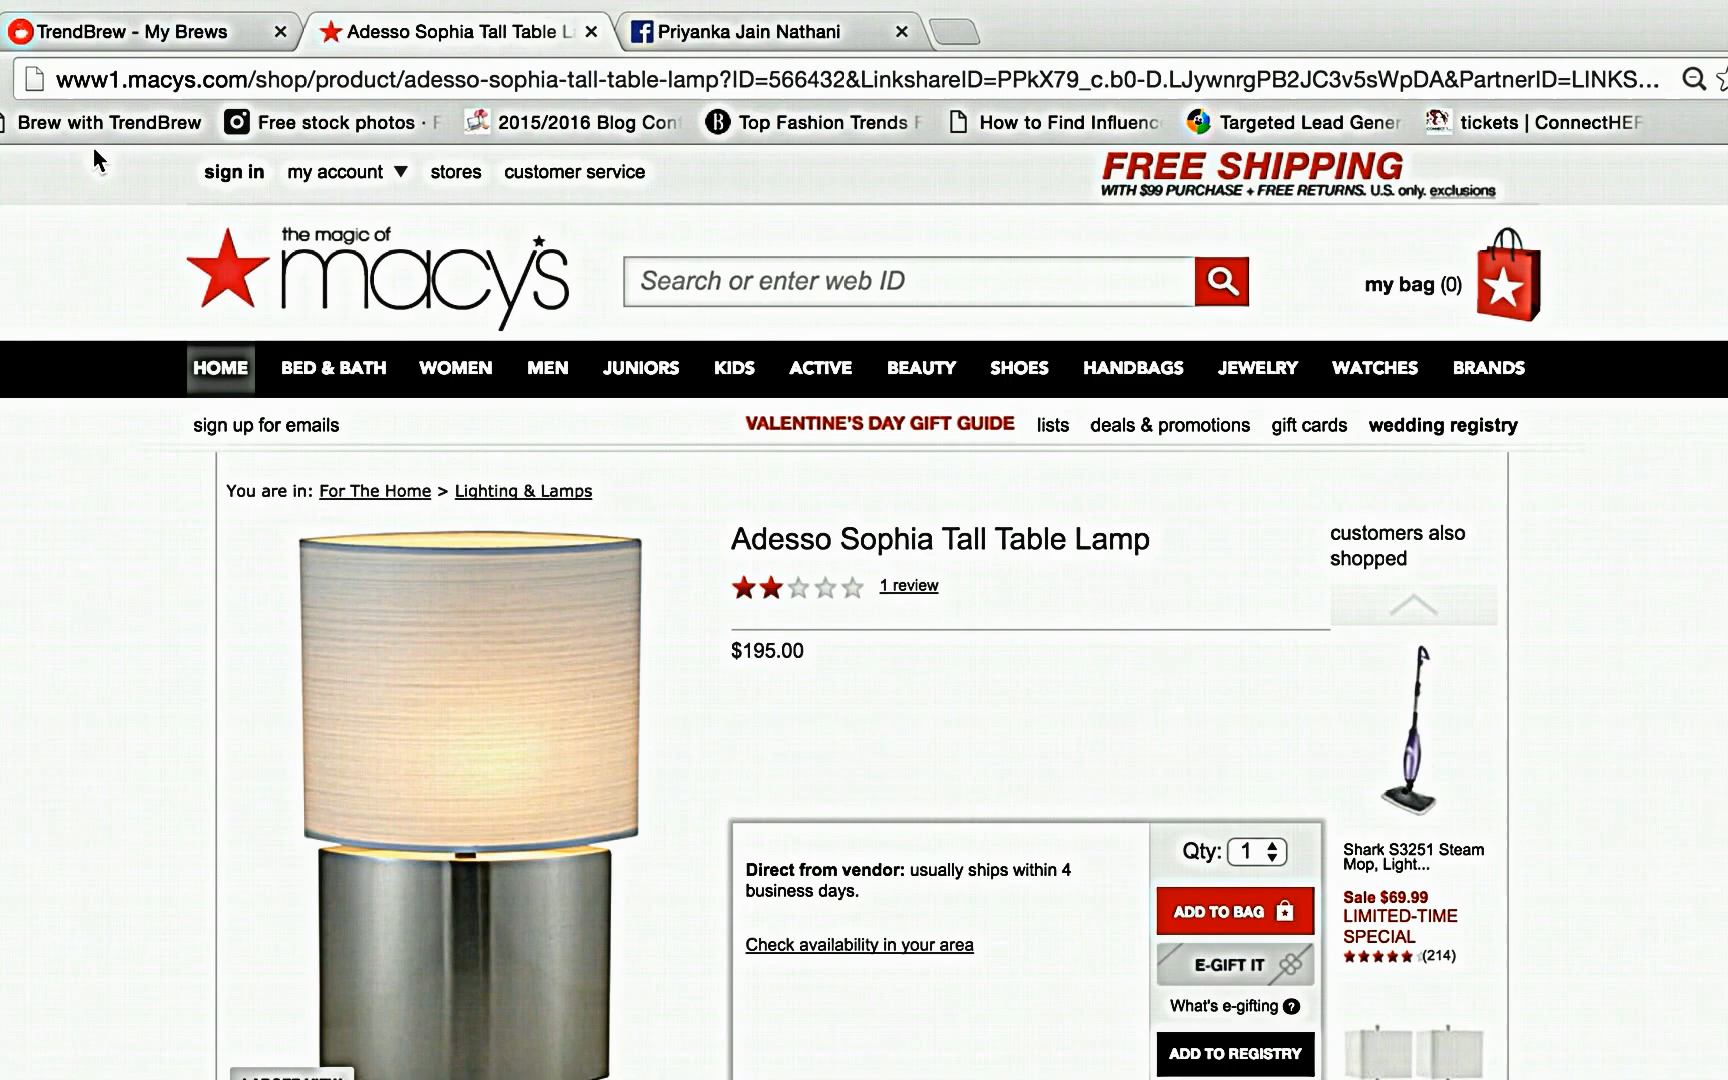 TrendBrew - My Brews
Adesso Sophia Tall Table L
Priyanka Jain Nathani
www1.macys.com/shop/product/adesso-sophia-tall-table-lamp?ID=566432&LinkshareID=PPkX79_c.b0-D.LJywnrgPB2JC3v5sWpDA&PartnerID=LINKS...
Brew with TrendBrew
Free stock photos · F
2015/2016 Blog Con
Top Fashion Trends F
How to Find Influenc
Targeted Lead Gener
tickets | ConnectHER
sign in my account ▼ stores customer service
FREE SHIPPING
WITH $99 PURCHASE + FREE RETURNS. U.S. only. exclusions
the magic of
macy's
Search or enter web ID
my bag (0)
HOME BED & BATH WOMEN MEN JUNIORS KIDS ACTIVE BEAUTY SHOES HANDBAGS JEWELRY WATCHES BRANDS
sign up for emails
VALENTINE'S DAY GIFT GUIDE lists deals & promotions gift cards wedding registry
You are in: For The Home > Lighting & Lamps
Adesso Sophia Tall Table Lamp
1 review
$195.00
customers also
shopped
Direct from vendor: usually ships within 4
business days.
Check availability in your area
Qty: 1
ADD TO BAG
E-GIFT IT
What's e-gifting ?
ADD TO REGISTRY
Shark S3251 Steam
Mop, Light...
Sale $69.99
LIMITED-TIME
SPECIAL
(214)